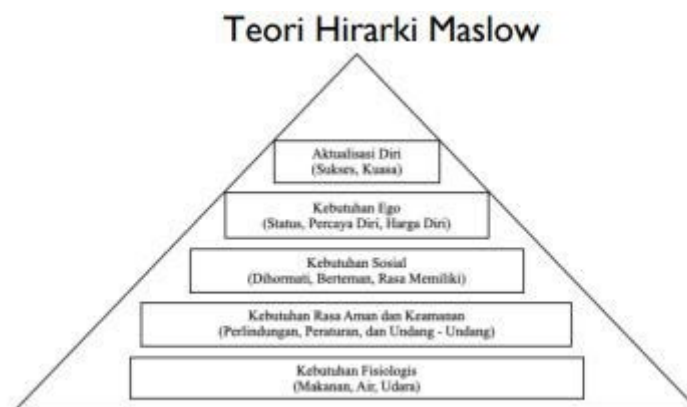 Teori Hirarki Maslow
Aktualisasi Diri
(Sukses, Kuasa)
Kebutuhan Ego
(Status, Percaya Diri, Harga Diri)
Kebutuhan Sosial
(Dihormati, Berteman, Rasa Memiliki)
Kebutuhan Rasa Aman dan Keamanan
(Perlindungan, Peraturan, dan Undang - Undang)
Kebutuhan Fisiologis
(Makanan, Air, Udara)